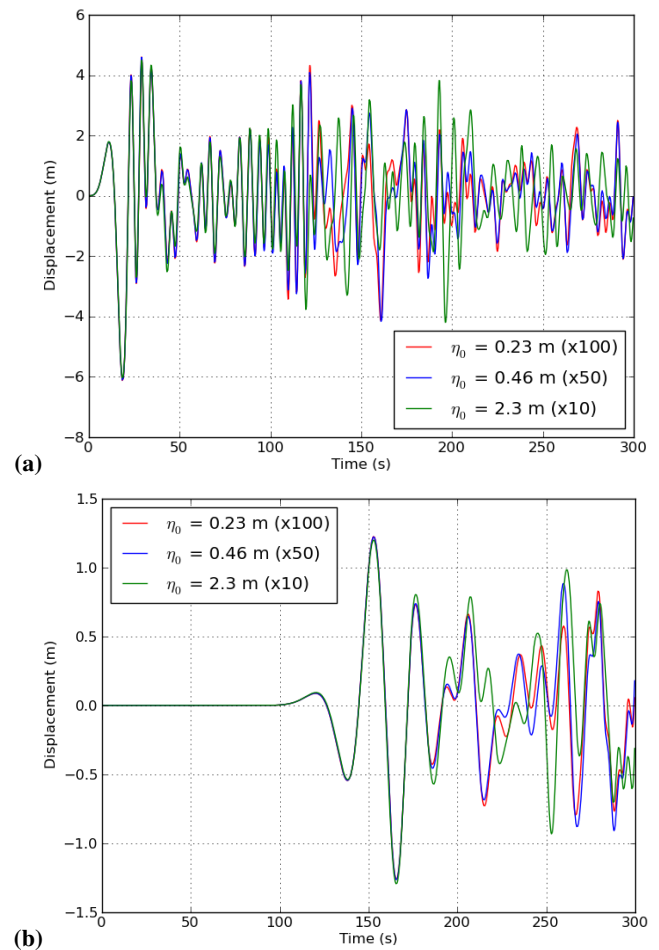 6
4
2
0
−2
−4
−6
−8
Displacement (m)
η₀ = 0.23 m (x100)
η₀ = 0.46 m (x50)
η₀ = 2.3 m (x10)
0 50 100 150 200 250 300
Time (s)
(a)
1.5
1.0
0.5
0.0
−0.5
−1.0
−1.5
Displacement (m)
η₀ = 0.23 m (x100)
η₀ = 0.46 m (x50)
η₀ = 2.3 m (x10)
0 50 100 150 200 250 300
Time (s)
(b)